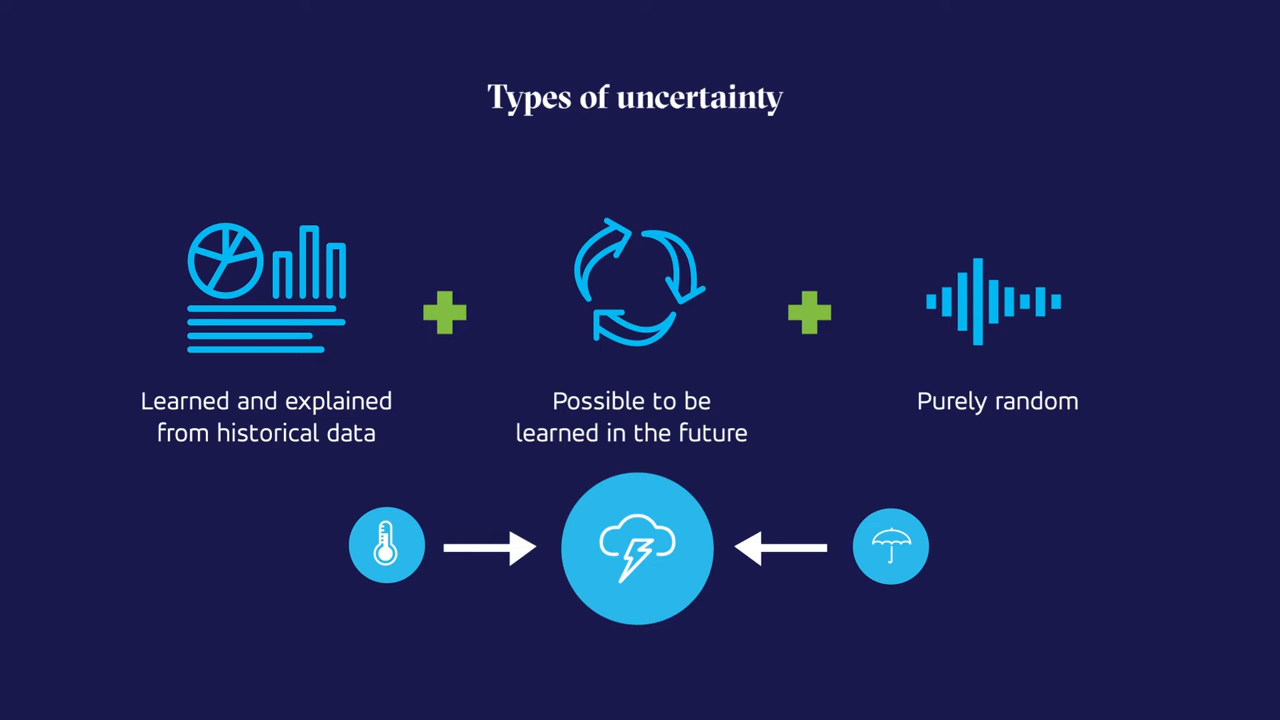 Types of uncertainty
Learned and explained
from historical data
Possible to be
learned in the future
Purely random